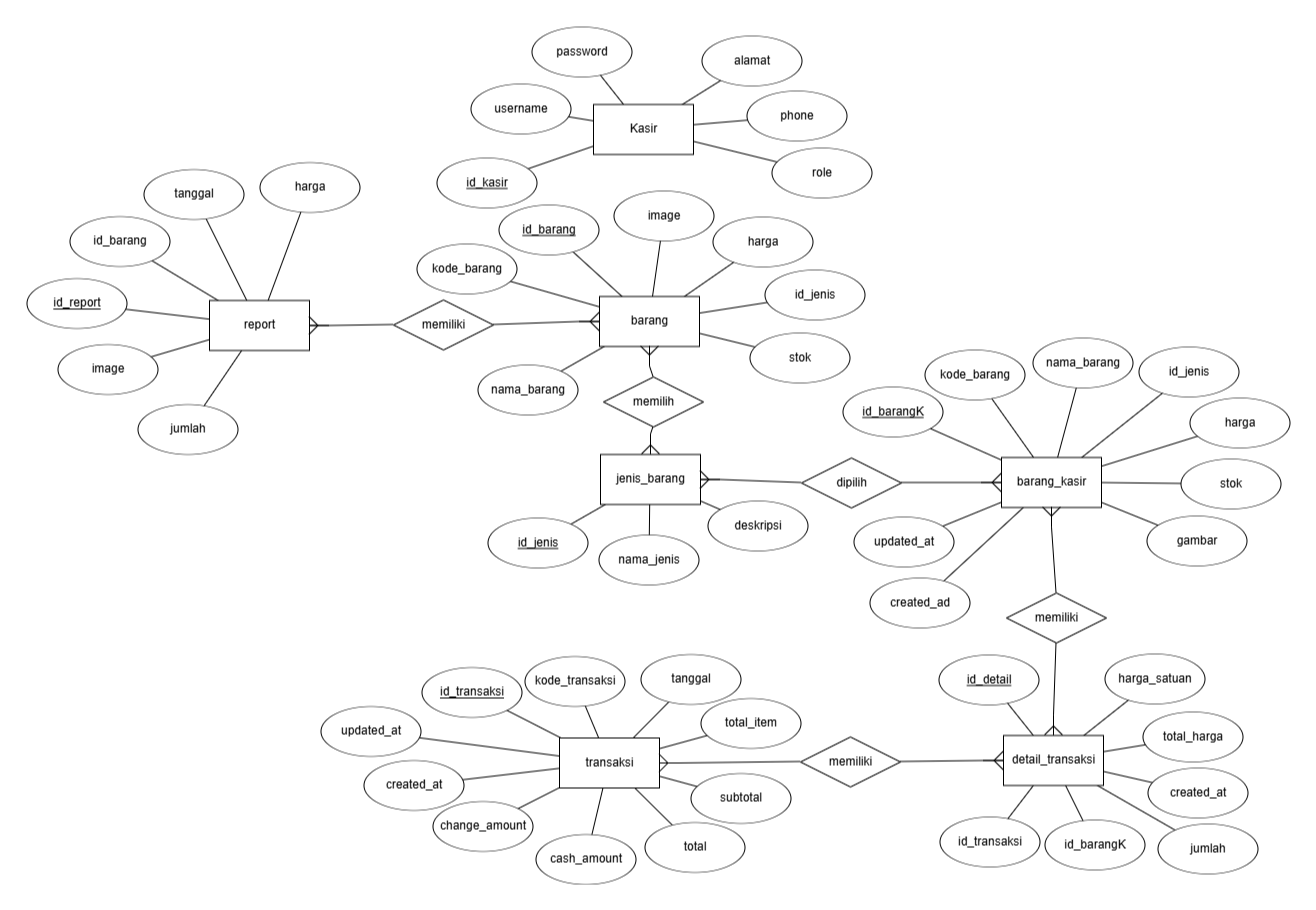 password
alamat
username
phone
Kasir
role
id_kasir
tanggal
harga
id_barang
id_report
report
image
jumlah
memiliki
id_barang
image
harga
kode_barang
id_jenis
barang
stok
nama_barang
memilih
jenis_barang
id_jenis
nama_jenis
deskripsi
dipilih
kode_barang
nama_barang
id_jenis
id_barangK
harga
barang_kasir
stok
updated_at
gambar
created_ad
memiliki
id_transaksi
kode_transaksi
tanggal
updated_at
total_item
transaksi
created_at
subtotal
change_amount
cash_amount
total
memiliki
id_detail
harga_satuan
total_harga
detail_transaksi
created_at
id_transaksi
id_barangK
jumlah